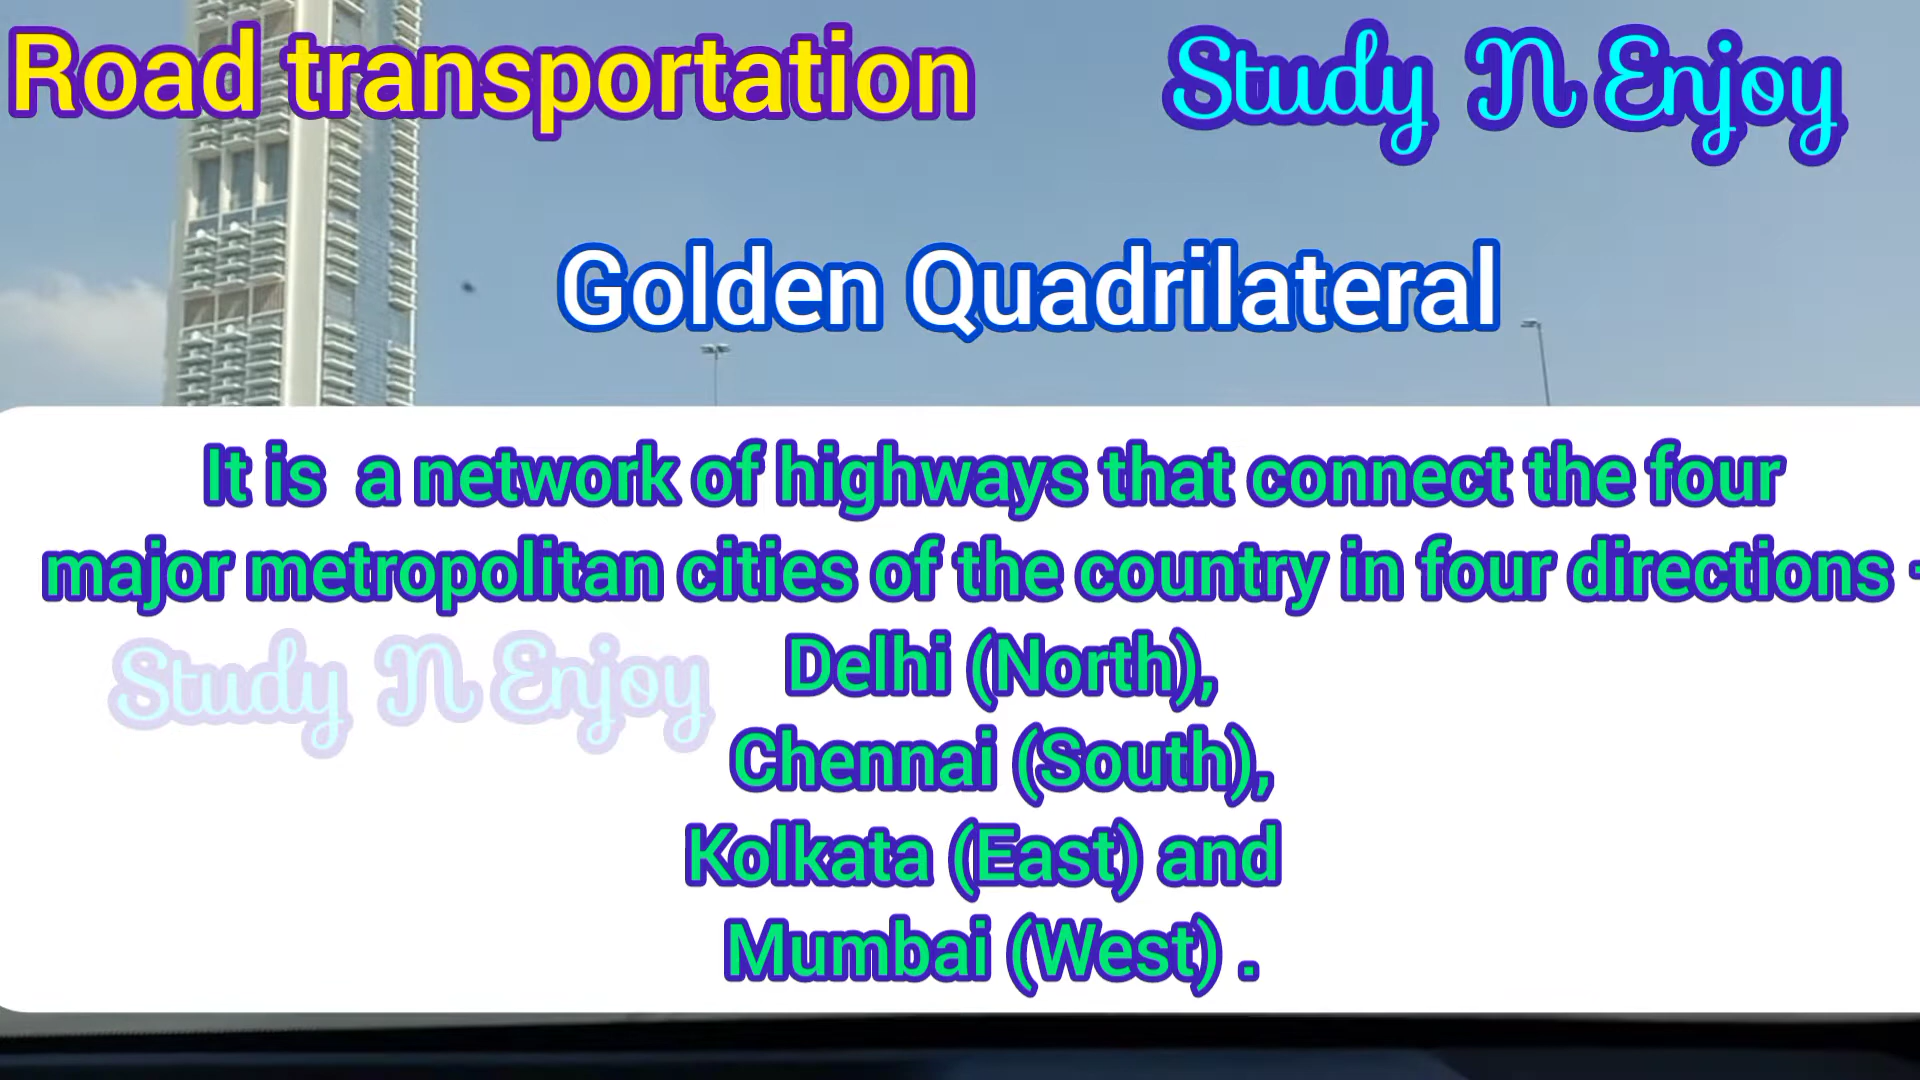 Road transportation
Study N Enjoy
Golden Quadrilateral
It is a network of highways that connect the four
major metropolitan cities of the country in four directions -
Delhi (North),
Study N Enjoy
Chennai (South),
Kolkata (East) and
Mumbai (West) .